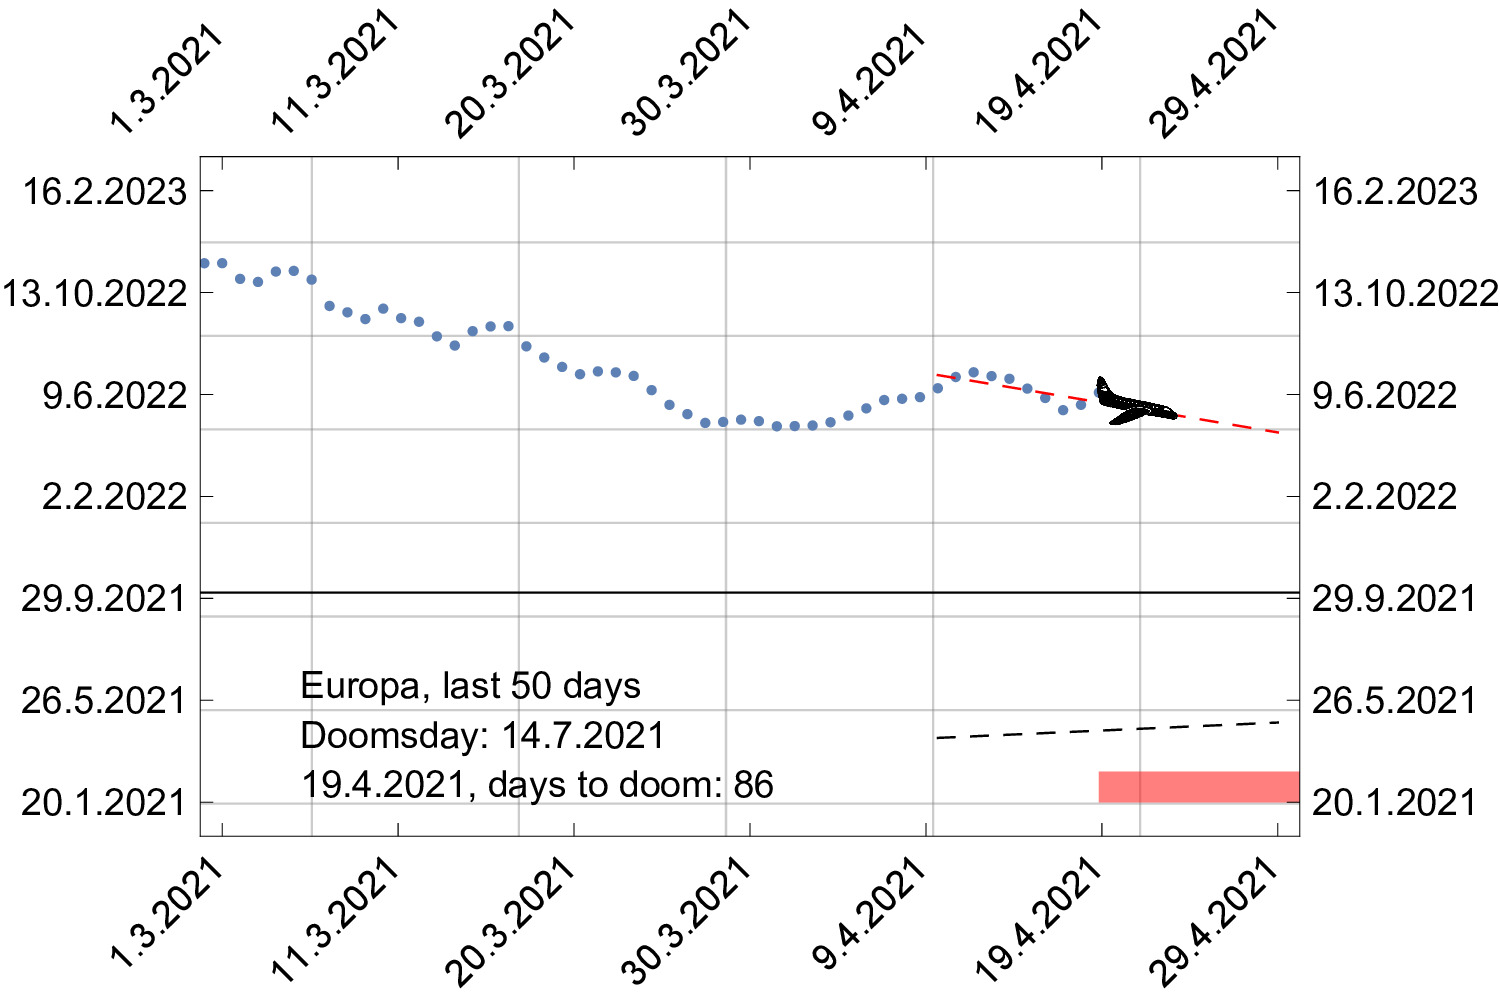 1.3.2021 11.3.2021 20.3.2021 30.3.2021 9.4.2021 19.4.2021 29.4.2021
16.2.2023 16.2.2023
13.10.2022 13.10.2022
9.6.2022 9.6.2022
2.2.2022 2.2.2022
29.9.2021 29.9.2021
26.5.2021 26.5.2021
Europa, last 50 days
Doomsday: 14.7.2021
19.4.2021, days to doom: 86
20.1.2021 20.1.2021
1.3.2021 11.3.2021 20.3.2021 30.3.2021 9.4.2021 19.4.2021 29.4.2021